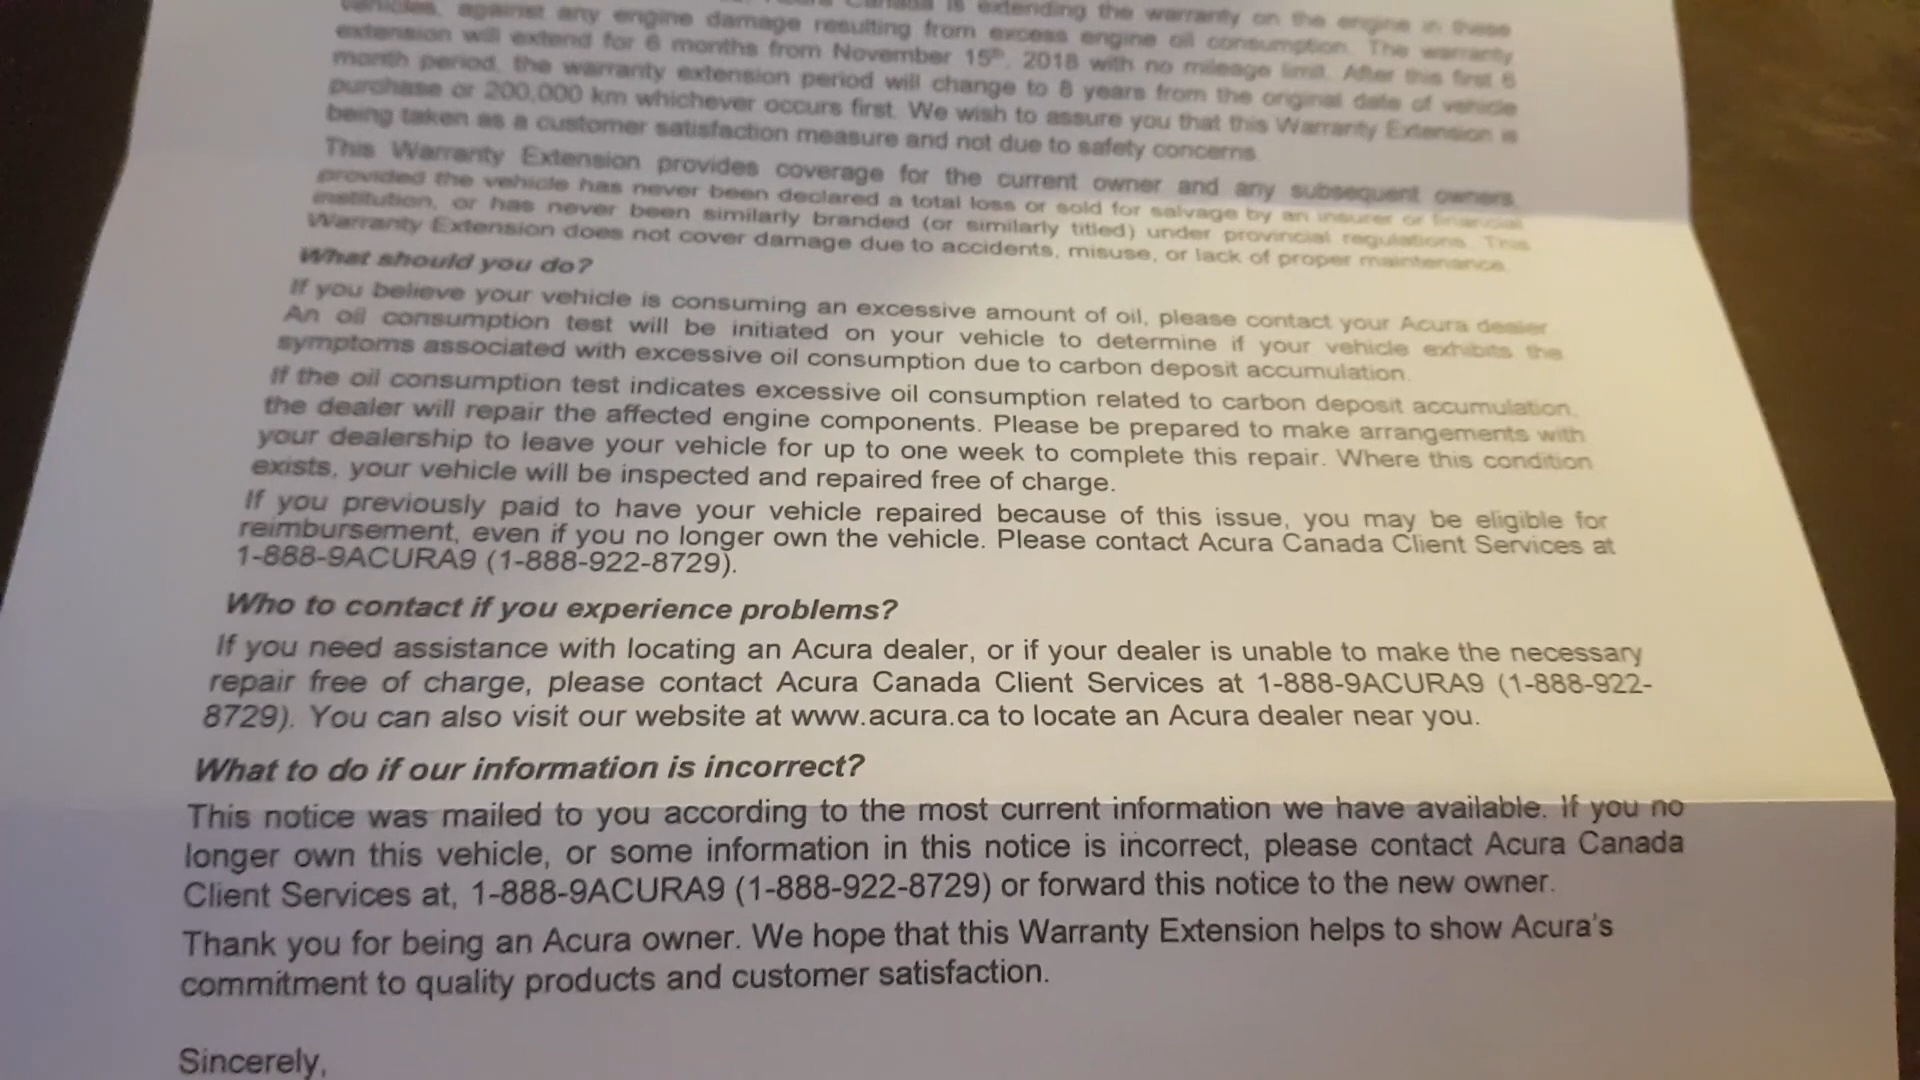 Canada is extending the warranty on the engine in these
vehicles, against any engine damage resulting from excess engine oil consumption. The warranty
extension will extend for 6 months from November 15th, 2018 with no mileage limit. After this first 6
month period, the warranty extension period will change to 8 years from the original date of vehicle
purchase or 200,000 km whichever occurs first. We wish to assure you that this Warranty Extension is
being taken as a customer satisfaction measure and not due to safety concerns.
This Warranty Extension provides coverage for the current owner and any subsequent owners,
provided the vehicle has never been declared a total loss or sold for salvage by an insurer or financial
institution, or has never been similarly branded (or similarly titled) under provincial regulations. This
Warranty Extension does not cover damage due to accidents, misuse, or lack of proper maintenance.
What should you do?
If you believe your vehicle is consuming an excessive amount of oil, please contact your Acura dealer.
An oil consumption test will be initiated on your vehicle to determine if your vehicle exhibits the
symptoms associated with excessive oil consumption due to carbon deposit accumulation.
If the oil consumption test indicates excessive oil consumption related to carbon deposit accumulation,
the dealer will repair the affected engine components. Please be prepared to make arrangements with
your dealership to leave your vehicle for up to one week to complete this repair. Where this condition
exists, your vehicle will be inspected and repaired free of charge.
If you previously paid to have your vehicle repaired because of this issue, you may be eligible for
reimbursement, even if you no longer own the vehicle. Please contact Acura Canada Client Services at
1-888-9ACURA9 (1-888-922-8729).
Who to contact if you experience problems?
If you need assistance with locating an Acura dealer, or if your dealer is unable to make the necessary
repair free of charge, please contact Acura Canada Client Services at 1-888-9ACURA9 (1-888-922-
8729). You can also visit our website at www.acura.ca to locate an Acura dealer near you.
What to do if our information is incorrect?
This notice was mailed to you according to the most current information we have available. If you no
longer own this vehicle, or some information in this notice is incorrect, please contact Acura Canada
Client Services at, 1-888-9ACURA9 (1-888-922-8729) or forward this notice to the new owner.
Thank you for being an Acura owner. We hope that this Warranty Extension helps to show Acura's
commitment to quality products and customer satisfaction.
Sincerely,